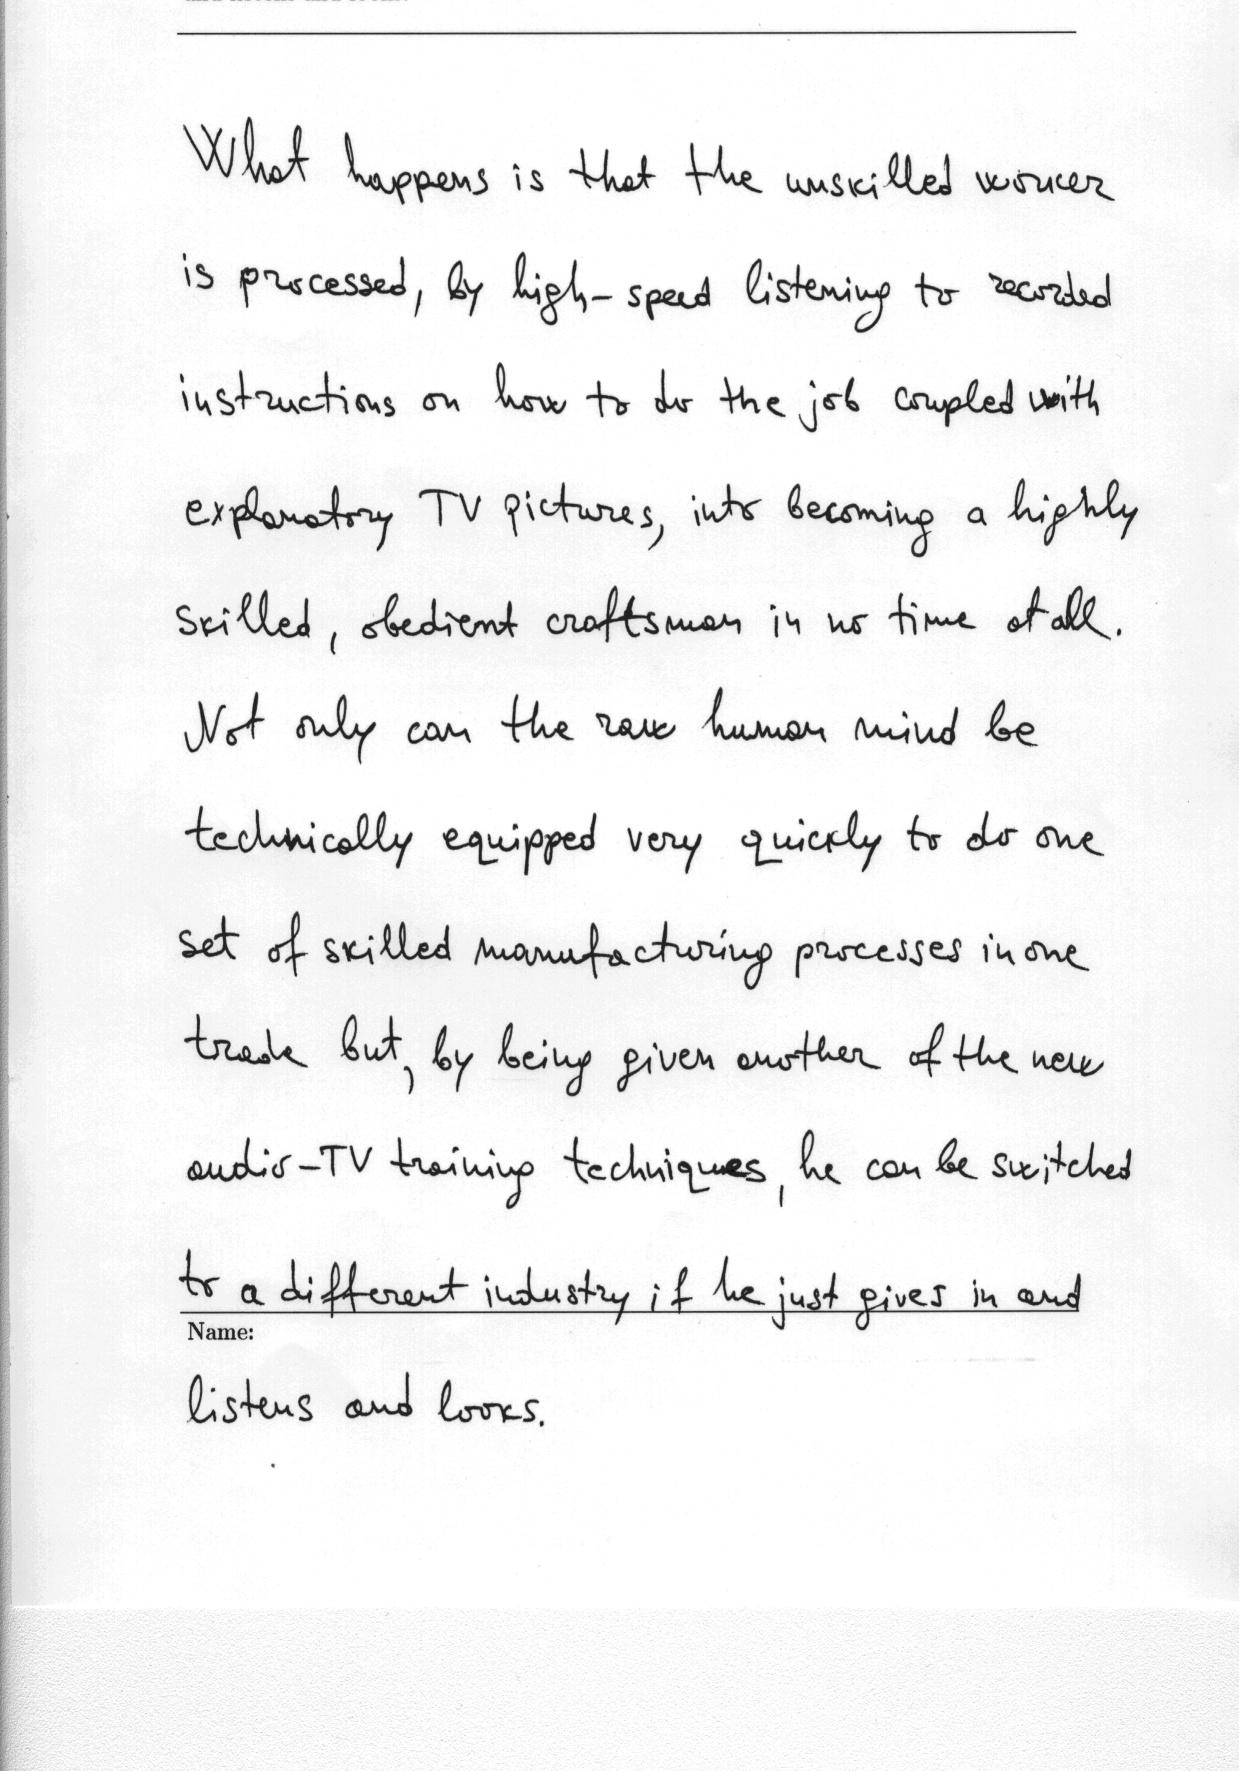 What happens is that the unskilled worker
is processed, by high-speed listening to recorded
instructions on how to do the job coupled with
explanatory TV pictures, into becoming a highly
skilled, obedient craftsman in no time at all.
Not only can the raw human mind be
technically equipped very quickly to do one
set of skilled manufacturing processes in one
trade but, by being given another of the new
audio-TV training techniques, he can be switched
to a different industry if he just gives in and
Name:
listens and looks.